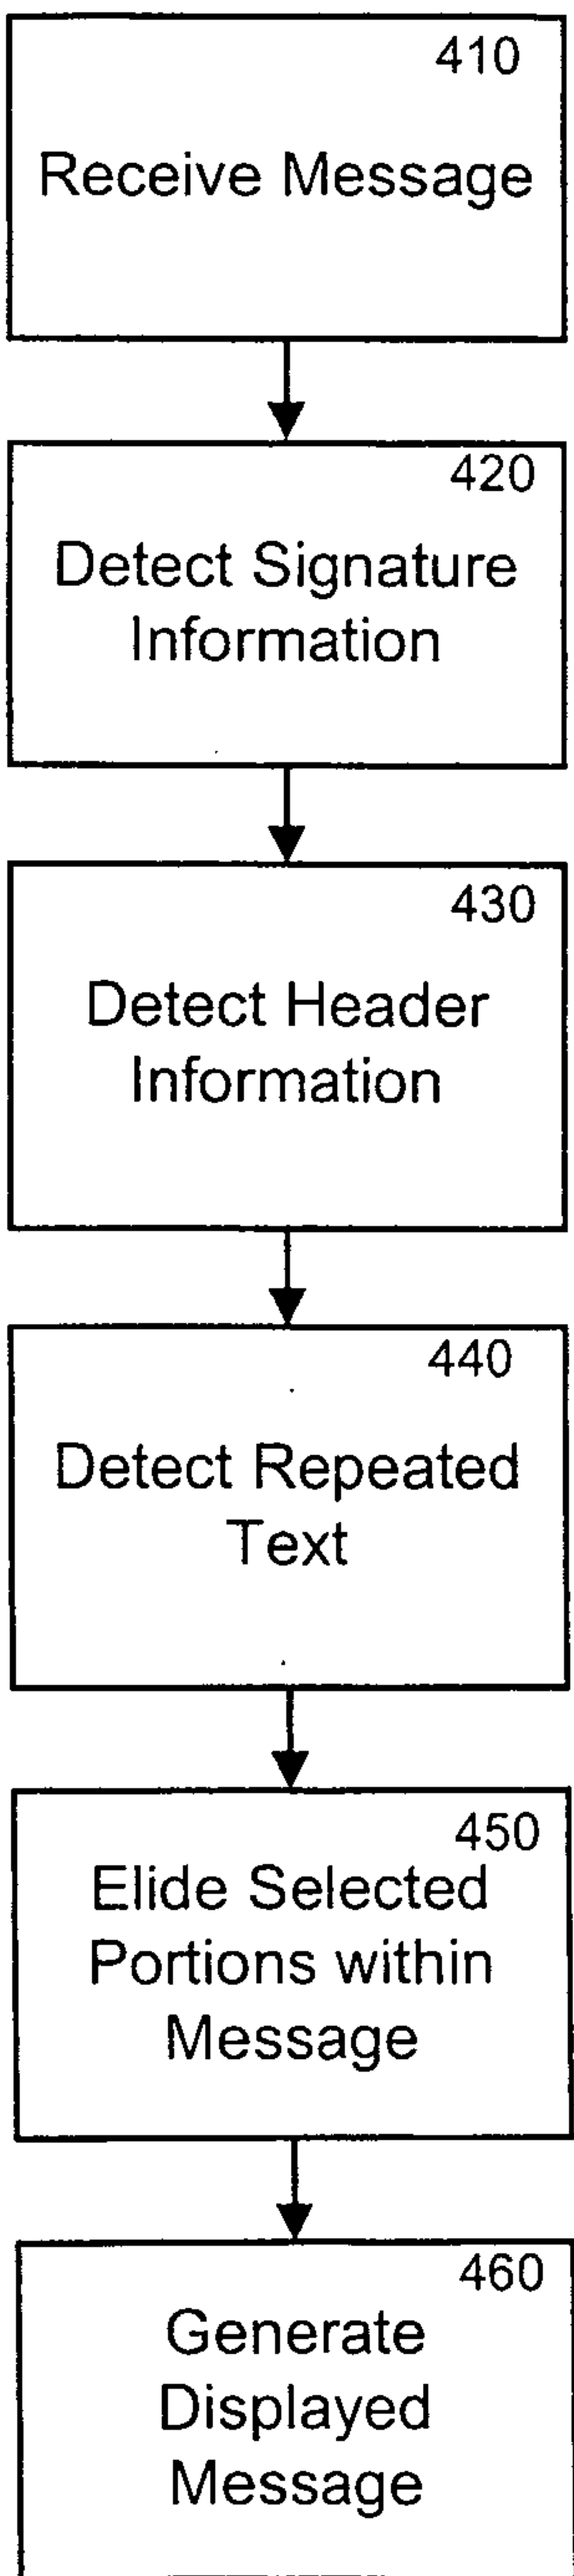 410
Receive Message
420
Detect Signature
Information
430
Detect Header
Information
440
Detect Repeated
Text
450
Elide Selected
Portions within
Message
460
Generate
Displayed
Message